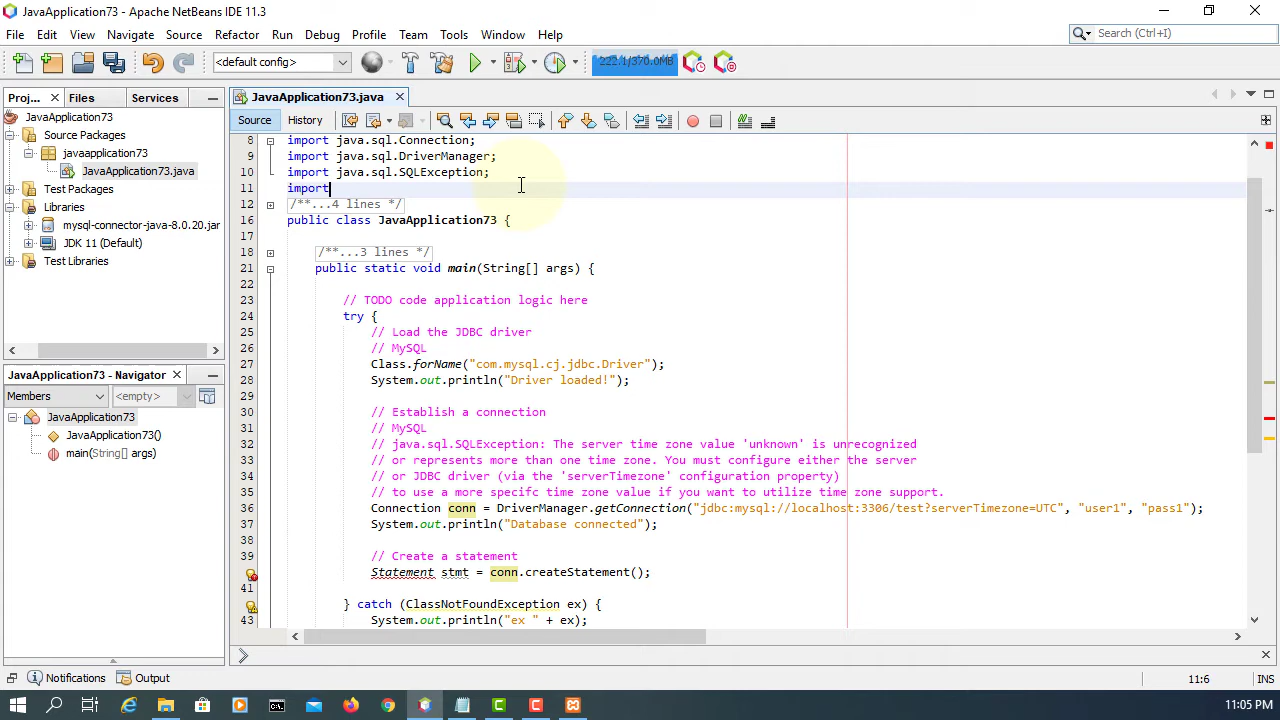 JavaApplication73 - Apache NetBeans IDE 11.3
File Edit View Navigate Source Refactor Run Debug Profile Team Tools Window Help
Search (Ctrl+I)
<default config>
222.1/370.0MB
Proj... Files Services
JavaApplication73.java
JavaApplication73
Source Packages
javaapplication73
JavaApplication73.java
Test Packages
Libraries
mysql-connector-java-8.0.20.jar
JDK 11 (Default)
Test Libraries
JavaApplication73 - Navigator
Members <empty>
JavaApplication73
JavaApplication73()
main(String[] args)
Source History
8 import java.sql.Connection;
9 import java.sql.DriverManager;
10 import java.sql.SQLException;
11 import
12 /**...4 lines */
16 public class JavaApplication73 {
17
18 /**...3 lines */
21 public static void main(String[] args) {
22
23 // TODO code application logic here
24 try {
25 // Load the JDBC driver
26 // MySQL
27 Class.forName("com.mysql.cj.jdbc.Driver");
28 System.out.println("Driver loaded!");
29
30 // Establish a connection
31 // MySQL
32 // java.sql.SQLException: The server time zone value 'unknown' is unrecognized
33 // or represents more than one time zone. You must configure either the server
34 // or JDBC driver (via the 'serverTimezone' configuration property)
35 // to use a more specifc time zone value if you want to utilize time zone support.
36 Connection conn = DriverManager.getConnection("jdbc:mysql://localhost:3306/test?serverTimezone=UTC", "user1", "pass1");
37 System.out.println("Database connected");
38
39 // Create a statement
Statement stmt = conn.createStatement();
41
} catch (ClassNotFoundException ex) {
43 System.out.println("ex " + ex);
Notifications Output
11:6 INS
11:05 PM